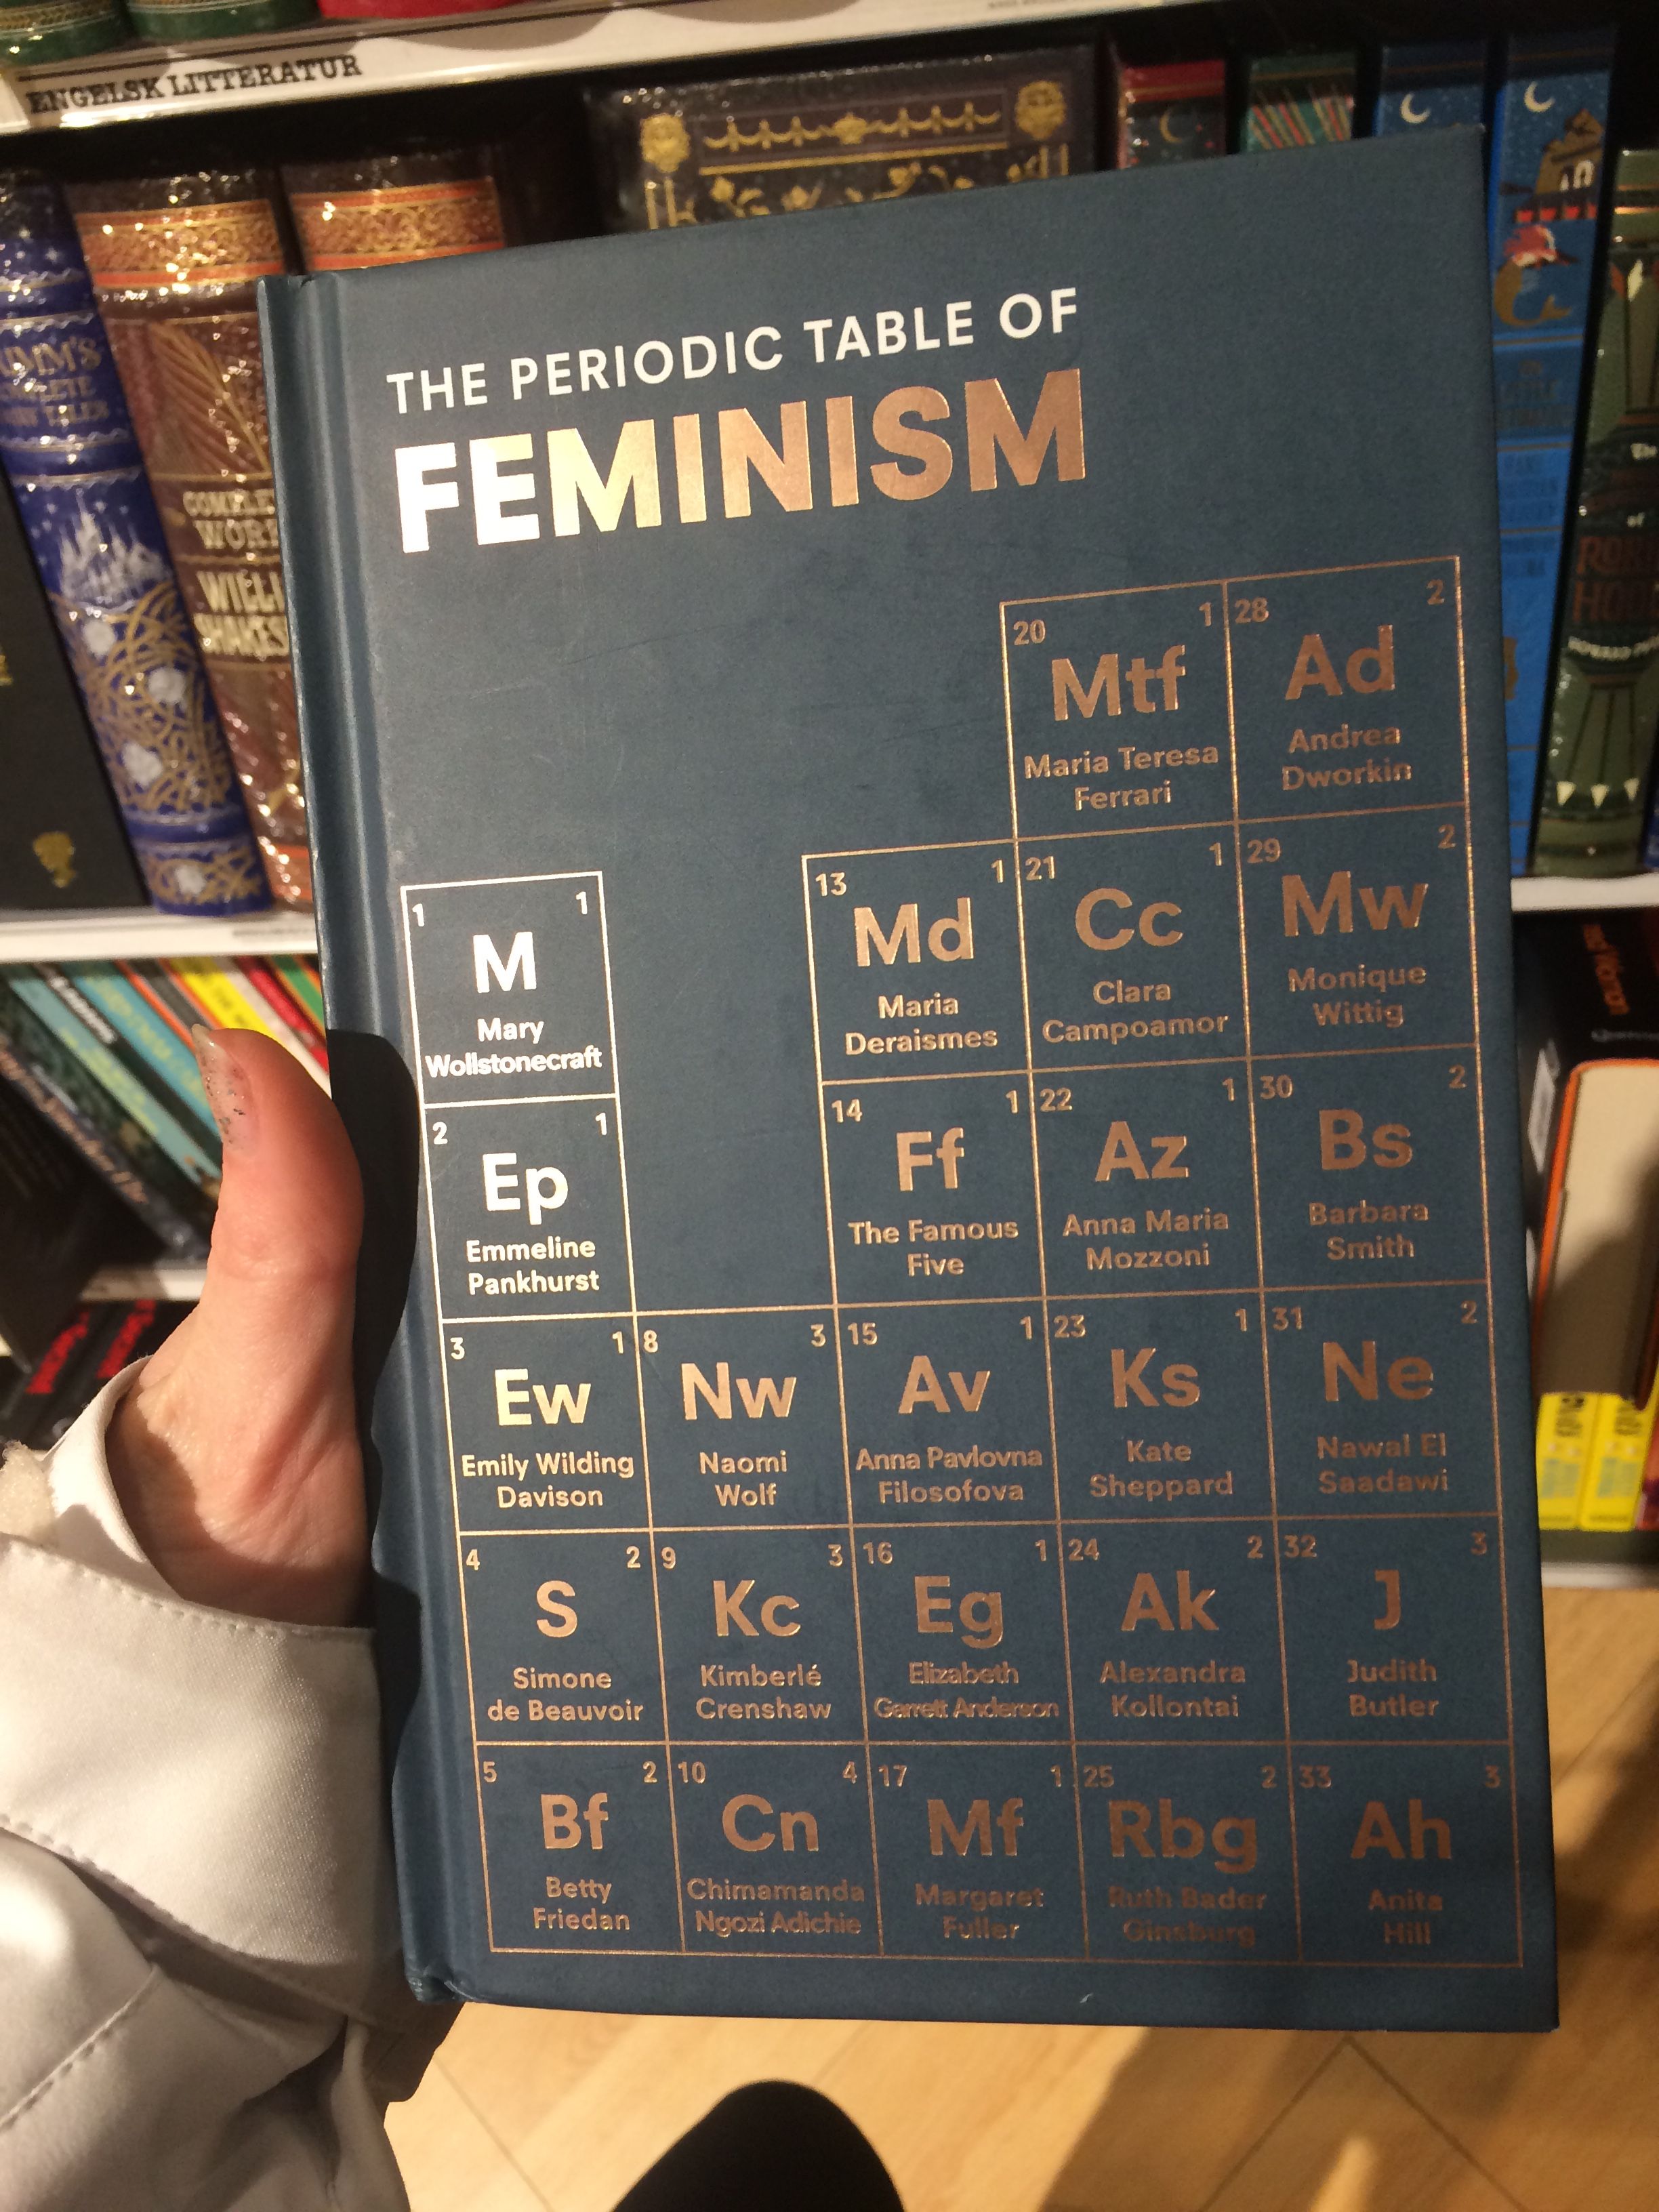 ENGELSK LITTERATUR
THE PERIODIC TABLE OF
FEMINISM
20 1
Mtf
Maria Teresa
Ferrari
28 2
Ad
Andrea
Dworkin
1 1
M
Mary
Wollstonecraft
13 1
Md
Maria
Deraismes
21 1
Cc
Clara
Campoamor
29 2
Mw
Monique
Wittig
2 1
Ep
Emmeline
Pankhurst
14 1
Ff
The Famous
Five
22 1
Az
Anna Maria
Mozzoni
30 2
Bs
Barbara
Smith
3 1
Ew
Emily Wilding
Davison
8 3
Nw
Naomi
Wolf
15 1
Av
Anna Pavlovna
Filosofova
23 1
Ks
Kate
Sheppard
31 2
Ne
Nawal El
Saadawi
4 2
S
Simone
de Beauvoir
9 3
Kc
Kimberlé
Crenshaw
16 1
Eg
Elizabeth
Garrett Anderson
24 2
Ak
Alexandra
Kollontai
32 3
J
Judith
Butler
5 2
Bf
Betty
Friedan
10 4
Cn
Chimamanda
Ngozi Adichie
17 1
Mf
Margaret
Fuller
25 2
Rbg
Ruth Bader
Ginsburg
33 3
Ah
Anita
Hill
The
of